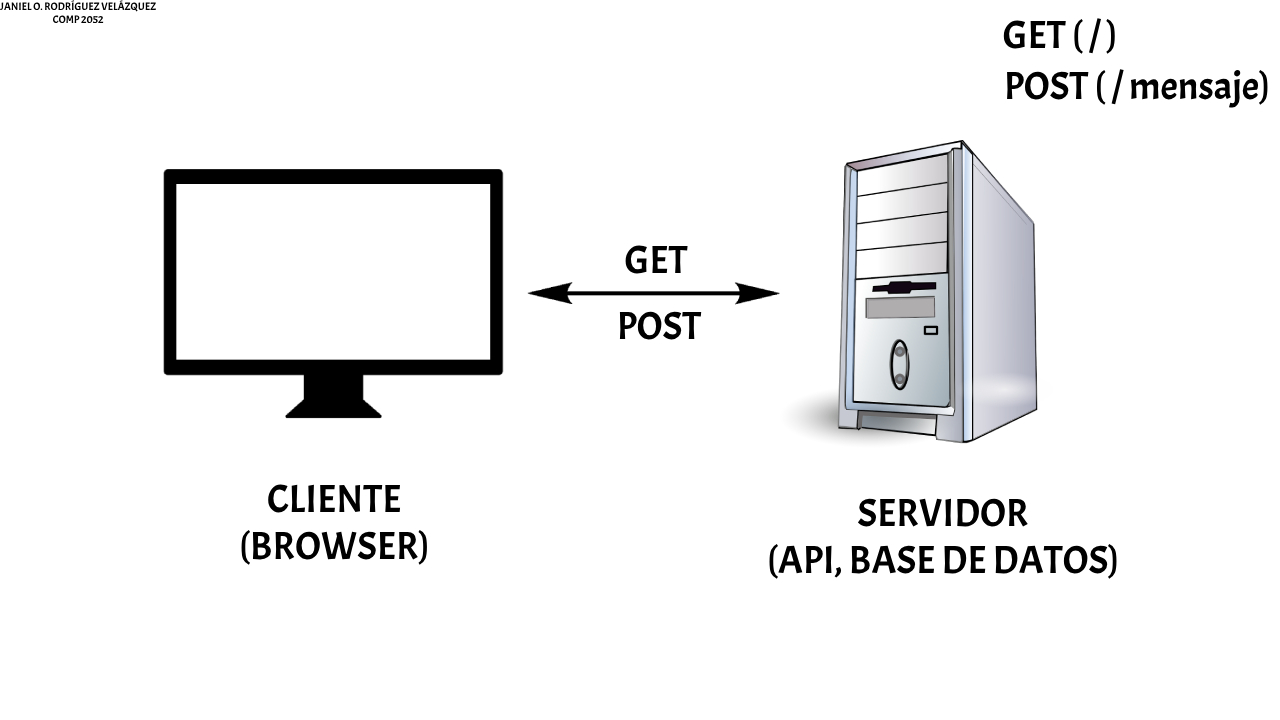 JANIEL O. RODRÍGUEZ VELÁZQUEZ
COMP 2052
GET ( / )
POST ( / mensaje)
GET
POST
CLIENTE
(BROWSER)
SERVIDOR
(API, BASE DE DATOS)